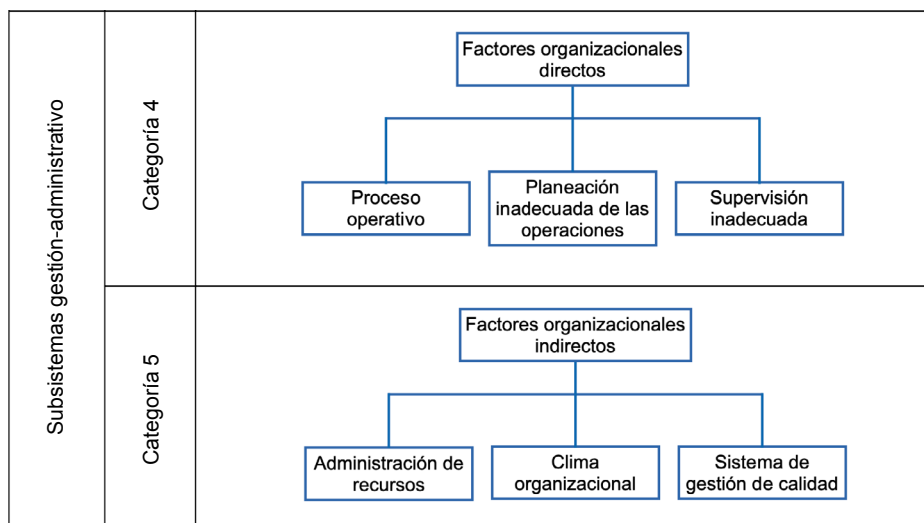 Subsistemas gestión-administrativo
Categoría 4
Factores organizacionales
directos
Proceso
operativo
Planeación
inadecuada de las
operaciones
Supervisión
inadecuada
Categoría 5
Factores organizacionales
indirectos
Administración de
recursos
Clima
organizacional
Sistema de
gestión de calidad